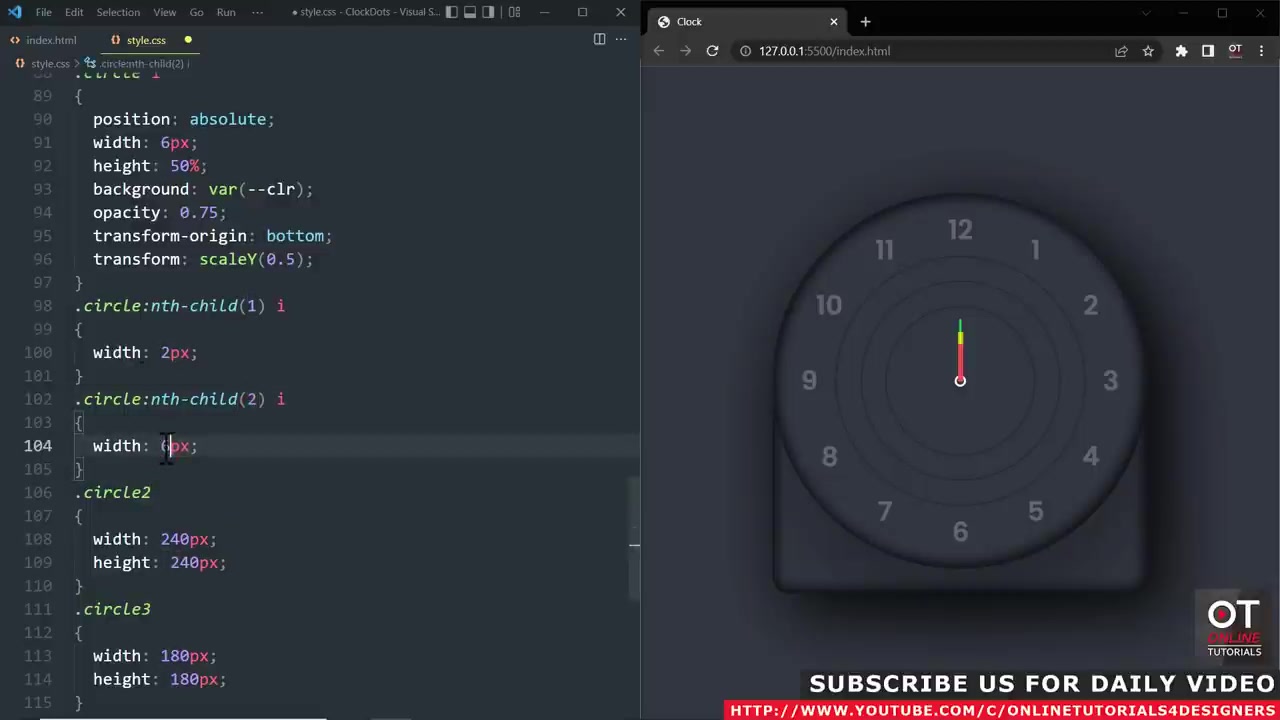 File Edit Selection View Go Run ··· ● style.css - ClockDots - Visual S...
index.html style.css
style.css > .circle:nth-child(2) i
88 .circle i
89 {
90 position: absolute;
91 width: 6px;
92 height: 50%;
93 background: var(--clr);
94 opacity: 0.75;
95 transform-origin: bottom;
96 transform: scaleY(0.5);
97 }
98 .circle:nth-child(1) i
99 {
100 width: 2px;
101 }
102 .circle:nth-child(2) i
103 {
104 width: 6px;
105 }
106 .circle2
107 {
108 width: 240px;
109 height: 240px;
110 }
111 .circle3
112 {
113 width: 180px;
114 height: 180px;
115 }
Clock
127.0.0.1:5500/index.html
OT
12
11 1
10 2
9 3
8 4
7 5
6
OT
ONLINE
TUTORIALS
SUBSCRIBE US FOR DAILY VIDEO
HTTP://WWW.YOUTUBE.COM/C/ONLINETUTORIALS4DESIGNERS